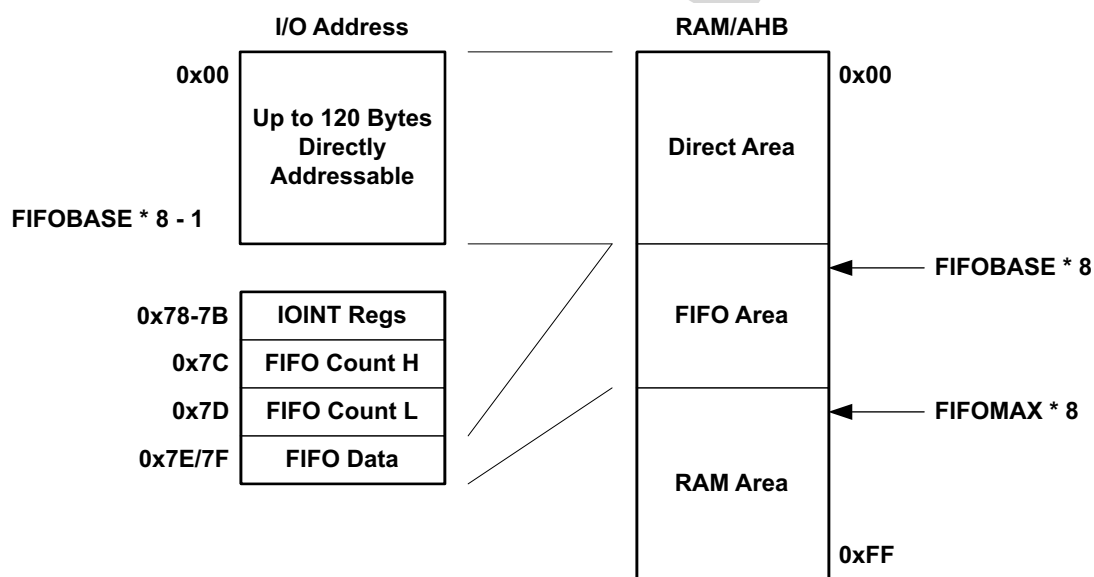 I/O Address
RAM/AHB
0x00
0x00
Up to 120 Bytes
Directly
Addressable
Direct Area
FIFOBASE * 8 - 1
FIFOBASE * 8
0x78-7B
IOINT Regs
FIFO Area
0x7C
FIFO Count H
0x7D
FIFO Count L
FIFOMAX * 8
0x7E/7F
FIFO Data
RAM Area
0xFF